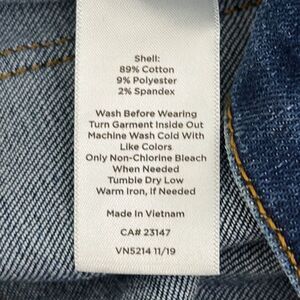 Shell:
89% Cotton
9% Polyester
2% Spandex
Wash Before Wearing
Turn Garment Inside Out
Machine Wash Cold With
Like Colors
Only Non-Chlorine Bleach
When Needed
Tumble Dry Low
Warm Iron, If Needed
Made In Vietnam
CA# 23147
VN5214 11/19